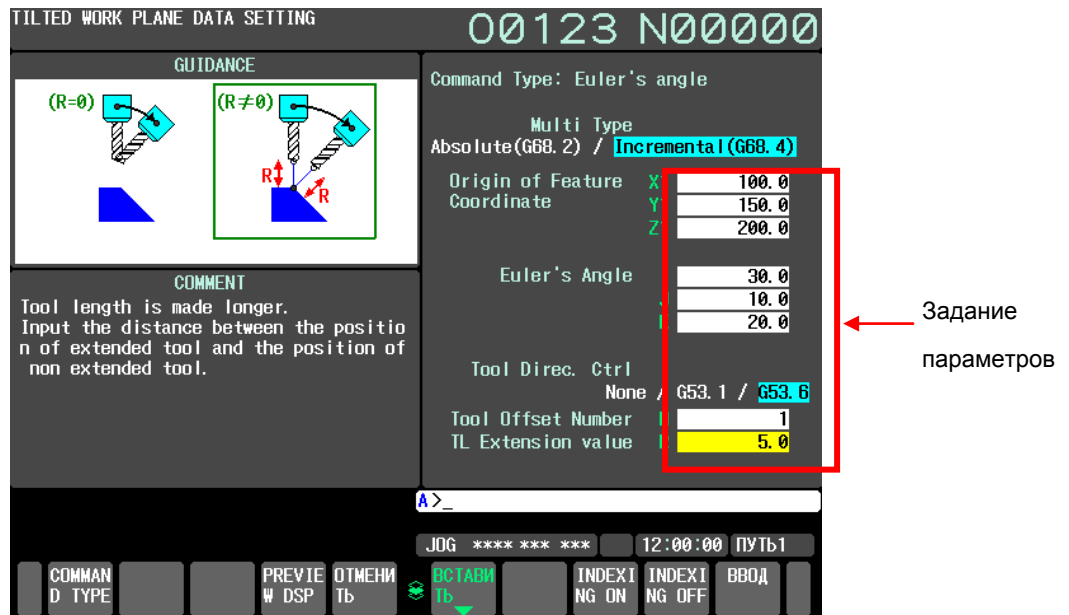 TILTED WORK PLANE DATA SETTING
O0123 N00000
GUIDANCE
(R=0)
(R≠0)
R
R
COMMENT
Tool length is made longer.
Input the distance between the positio
n of extended tool and the position of
non extended tool.
Command Type: Euler's angle
Multi Type
Absolute(G68.2) / Incremental(G68.4)
Origin of Feature X 100.0
Coordinate Y 150.0
Z 200.0
Euler's Angle 30.0
10.0
20.0
Tool Direc. Ctrl
None / G53.1 / G53.6
Tool Offset Number 1
TL Extension value 5.0
Задание
параметров
A>_
JOG **** *** *** 12:00:00 ПУТЬ1
COMMAN
D TYPE
PREVIE
W DSP
ОТМЕНИ
ТЬ
ВСТАВИ
ТЬ
INDEXI
NG ON
INDEXI
NG OFF
ВВОД